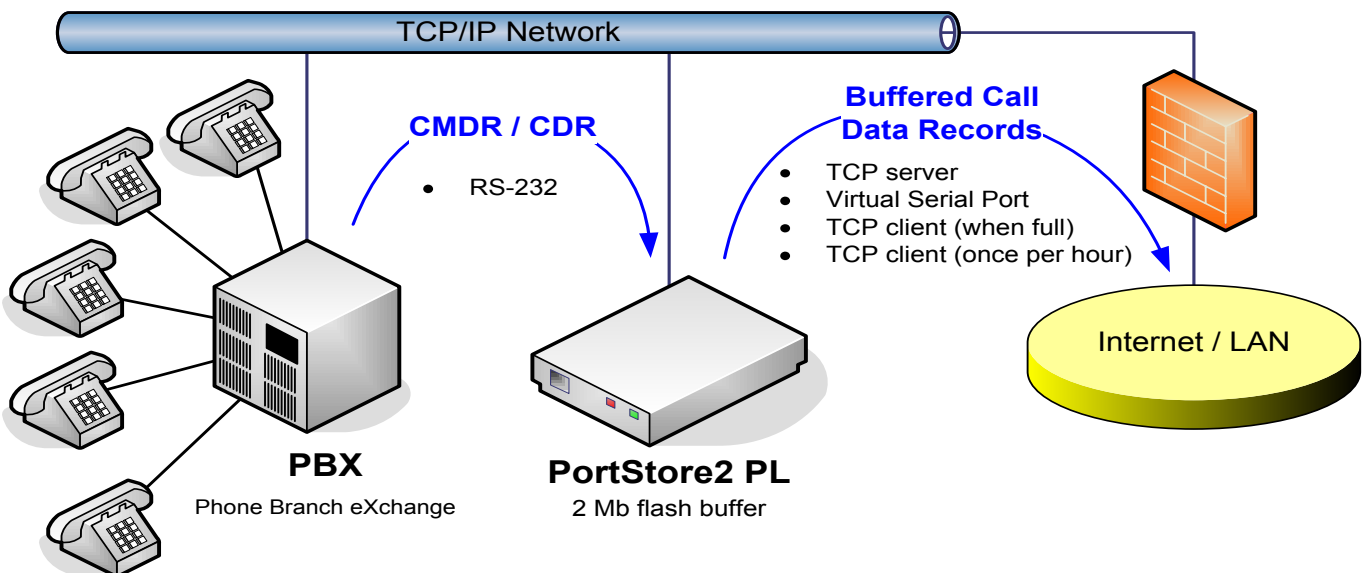 TCP/IP Network
CMDR / CDR
• RS-232
Buffered Call
Data Records
• TCP server
• Virtual Serial Port
• TCP client (when full)
• TCP client (once per hour)
Internet / LAN
PBX
Phone Branch eXchange
PortStore2 PL
2 Mb flash buffer